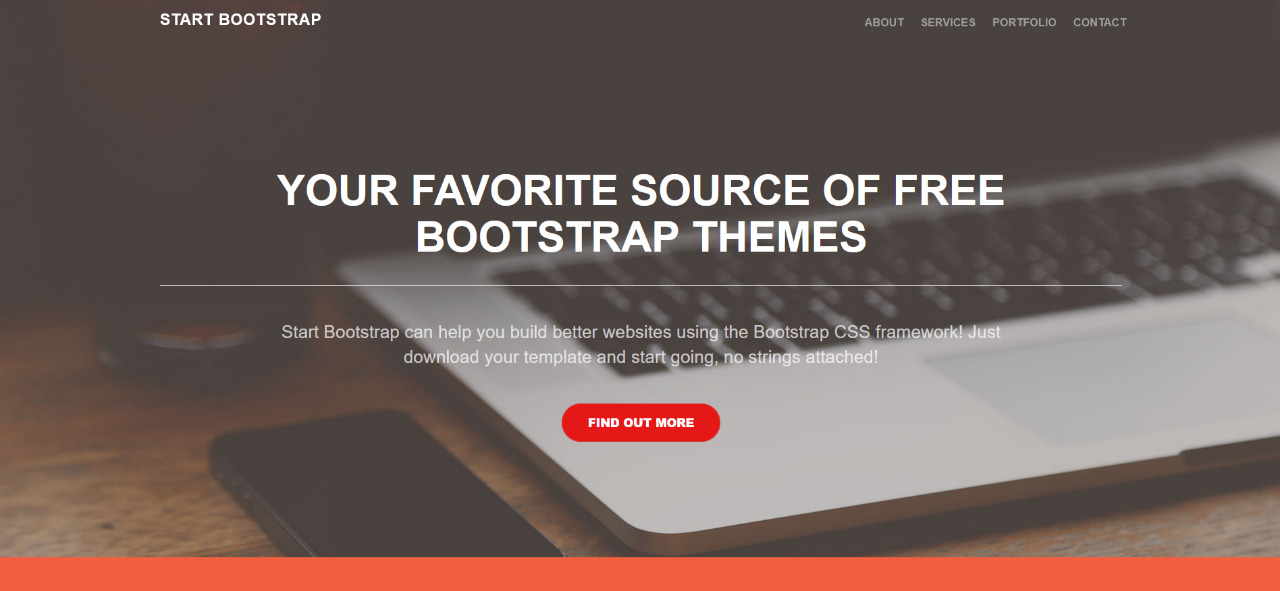 START BOOTSTRAP
ABOUT SERVICES PORTFOLIO CONTACT
YOUR FAVORITE SOURCE OF FREE
BOOTSTRAP THEMES
Start Bootstrap can help you build better websites using the Bootstrap CSS framework! Just
download your template and start going, no strings attached!
FIND OUT MORE